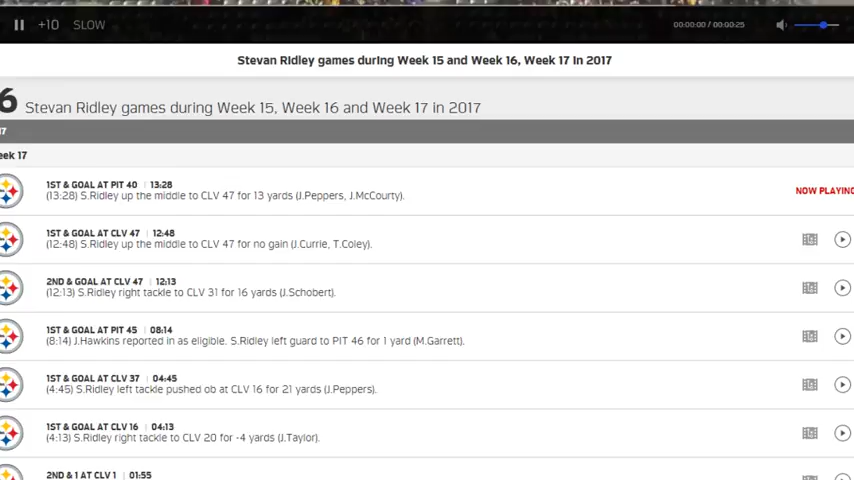 +10 SLOW 00:00:00 / 00:00:25
Stevan Ridley games during Week 15 and Week 16, Week 17 in 2017
6 Stevan Ridley games during Week 15, Week 16 and Week 17 in 2017
17
eek 17
1ST & GOAL AT PIT 40 | 13:28
(13:28) S.Ridley up the middle to CLV 47 for 13 yards (J.Peppers, J.McCourty).
NOW PLAYING
1ST & GOAL AT CLV 47 | 12:48
(12:48) S.Ridley up the middle to CLV 47 for no gain (J.Currie, T.Coley).
2ND & GOAL AT CLV 47 | 12:13
(12:13) S.Ridley right tackle to CLV 31 for 16 yards (J.Schobert).
1ST & GOAL AT PIT 45 | 08:14
(8:14) J.Hawkins reported in as eligible. S.Ridley left guard to PIT 46 for 1 yard (M.Garrett).
1ST & GOAL AT CLV 37 | 04:45
(4:45) S.Ridley left tackle pushed ob at CLV 16 for 21 yards (J.Peppers).
1ST & GOAL AT CLV 16 | 04:13
(4:13) S.Ridley right tackle to CLV 20 for -4 yards (J.Taylor).
2ND & 1 AT CLV 1 | 01:55